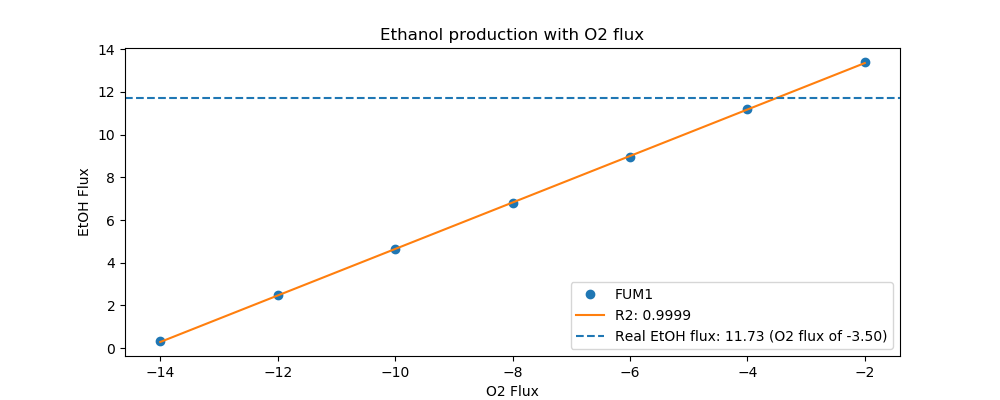 Ethanol production with O2 flux
EtOH Flux
14
12
10
8
6
4
2
0
FUM1
R2: 0.9999
Real EtOH flux: 11.73 (O2 flux of -3.50)
−14 −12 −10 −8 −6 −4 −2
O2 Flux